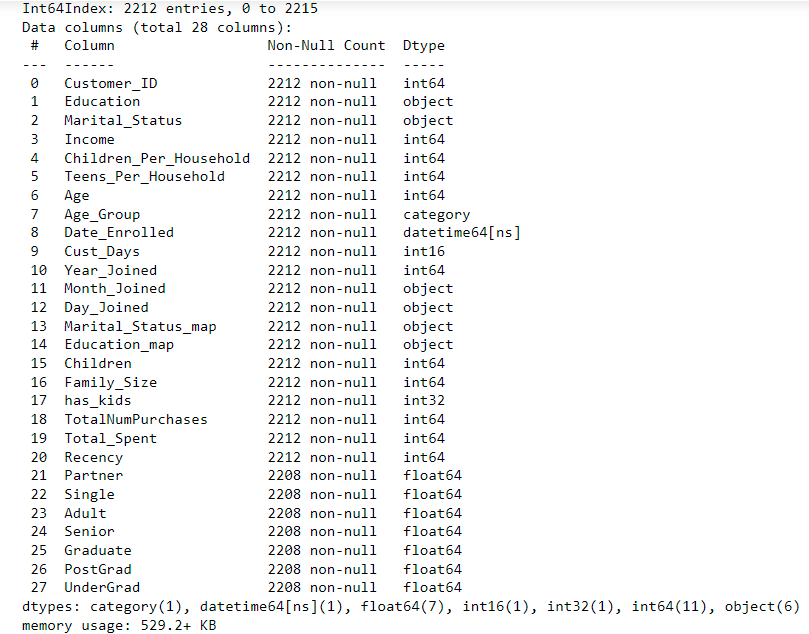 Int64Index: 2212 entries, 0 to 2215
Data columns (total 28 columns):
 #   Column                  Non-Null Count  Dtype
---  ------                  --------------  -----
 0   Customer_ID             2212 non-null   int64
 1   Education               2212 non-null   object
 2   Marital_Status          2212 non-null   object
 3   Income                  2212 non-null   int64
 4   Children_Per_Household  2212 non-null   int64
 5   Teens_Per_Household     2212 non-null   int64
 6   Age                     2212 non-null   int64
 7   Age_Group               2212 non-null   category
 8   Date_Enrolled           2212 non-null   datetime64[ns]
 9   Cust_Days               2212 non-null   int16
 10  Year_Joined             2212 non-null   int64
 11  Month_Joined            2212 non-null   object
 12  Day_Joined              2212 non-null   object
 13  Marital_Status_map      2212 non-null   object
 14  Education_map           2212 non-null   object
 15  Children                2212 non-null   int64
 16  Family_Size             2212 non-null   int64
 17  has_kids                2212 non-null   int32
 18  TotalNumPurchases       2212 non-null   int64
 19  Total_Spent             2212 non-null   int64
 20  Recency                 2212 non-null   int64
 21  Partner                 2208 non-null   float64
 22  Single                  2208 non-null   float64
 23  Adult                   2208 non-null   float64
 24  Senior                  2208 non-null   float64
 25  Graduate                2208 non-null   float64
 26  PostGrad                2208 non-null   float64
 27  UnderGrad               2208 non-null   float64
dtypes: category(1), datetime64[ns](1), float64(7), int16(1), int32(1), int64(11), object(6)
memory usage: 529.2+ KB